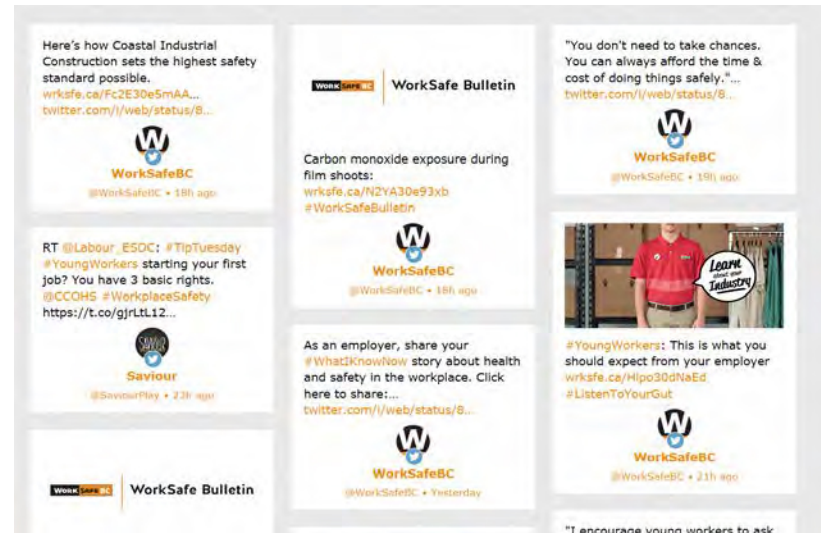 Here's how Coastal Industrial
Construction sets the highest safety
standard possible.
wrksfe.ca/Fc2E30e5mAA...
twitter.com/i/web/status/8...
W
WorkSafeBC
@WorkSafeBC • 18h ago
RT @Labour_ESDC: #TipTuesday
#YoungWorkers starting your first
job? You have 3 basic rights.
@CCOHS #WorkplaceSafety
https://t.co/gjrLtL12...
Saviour
@SaviourPlay • 23h ago
WORK SAFE BC
WorkSafe Bulletin
WORK SAFE BC
WorkSafe Bulletin
Carbon monoxide exposure during
film shoots:
wrksfe.ca/N2YA30e93xb
#WorkSafeBulletin
W
WorkSafeBC
@WorkSafeBC • 18h ago
As an employer, share your
#WhatIKnowNow story about health
and safety in the workplace. Click
here to share:...
twitter.com/i/web/status/8...
W
WorkSafeBC
@WorkSafeBC • Yesterday
"You don't need to take chances.
You can always afford the time &
cost of doing things safely."...
twitter.com/i/web/status/8...
W
WorkSafeBC
@WorkSafeBC • 19h ago
Learn
about your
Industry
#YoungWorkers: This is what you
should expect from your employer
wrksfe.ca/Hlpo30dNaEd
#ListenToYourGut
W
WorkSafeBC
@WorkSafeBC • 21h ago
"I encourage young workers to ask